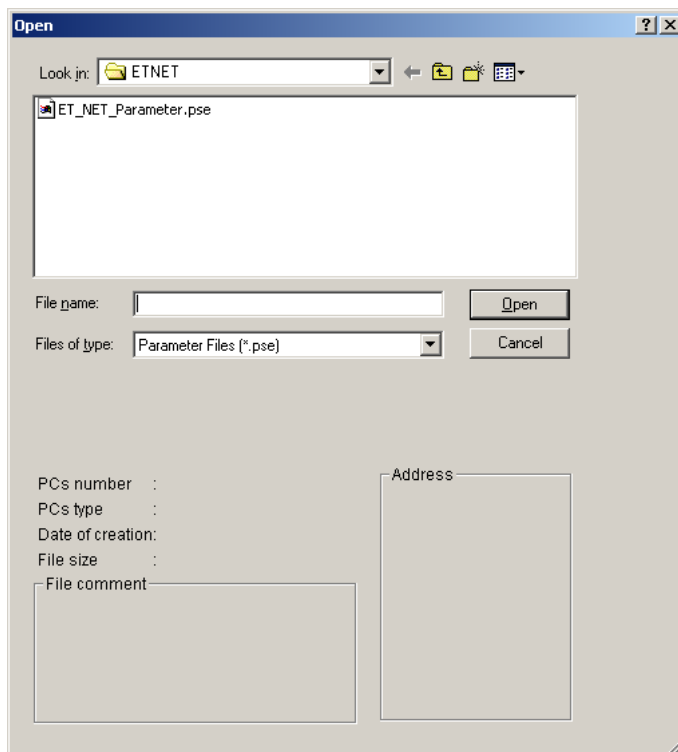 Open
Look in: ETNET
ET_NET_Parameter.pse
File name:
Open
Files of type: Parameter Files (*.pse)
Cancel
PCs number :
PCs type :
Date of creation:
File size :
File comment
Address